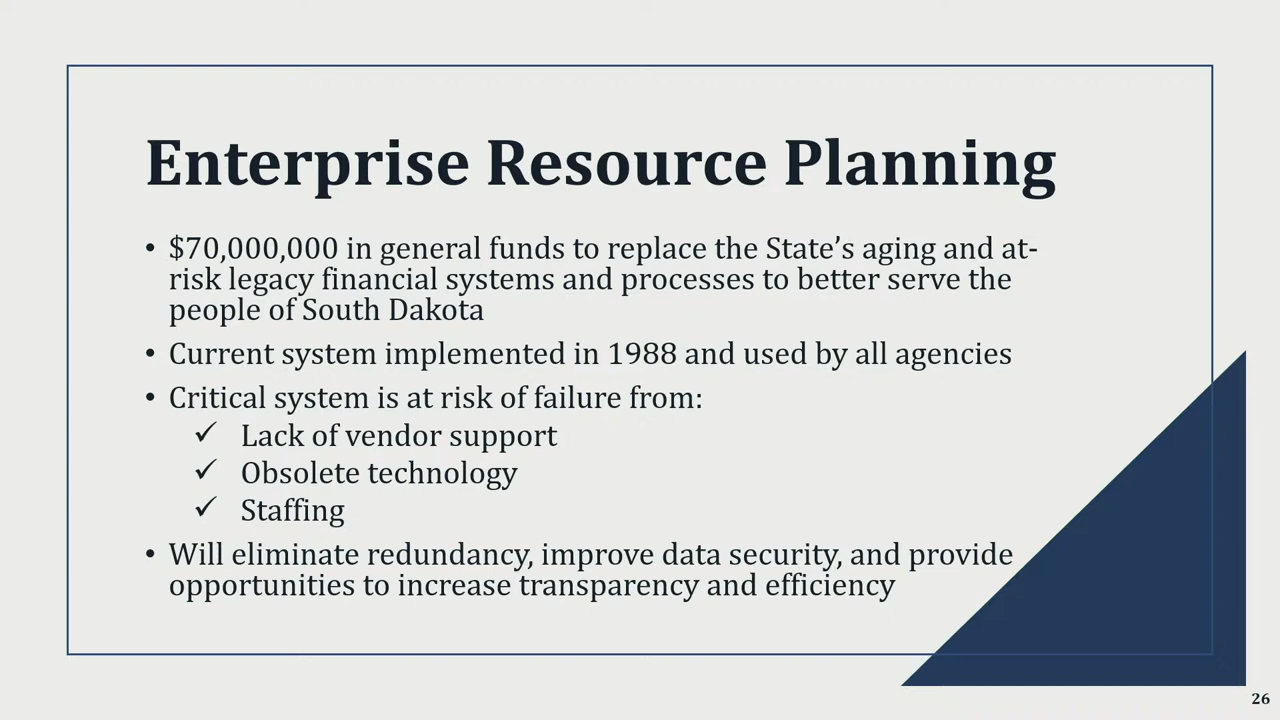 Enterprise Resource Planning
• $70,000,000 in general funds to replace the State’s aging and at-
risk legacy financial systems and processes to better serve the
people of South Dakota
• Current system implemented in 1988 and used by all agencies
• Critical system is at risk of failure from:
✓ Lack of vendor support
✓ Obsolete technology
✓ Staffing
• Will eliminate redundancy, improve data security, and provide
opportunities to increase transparency and efficiency
26